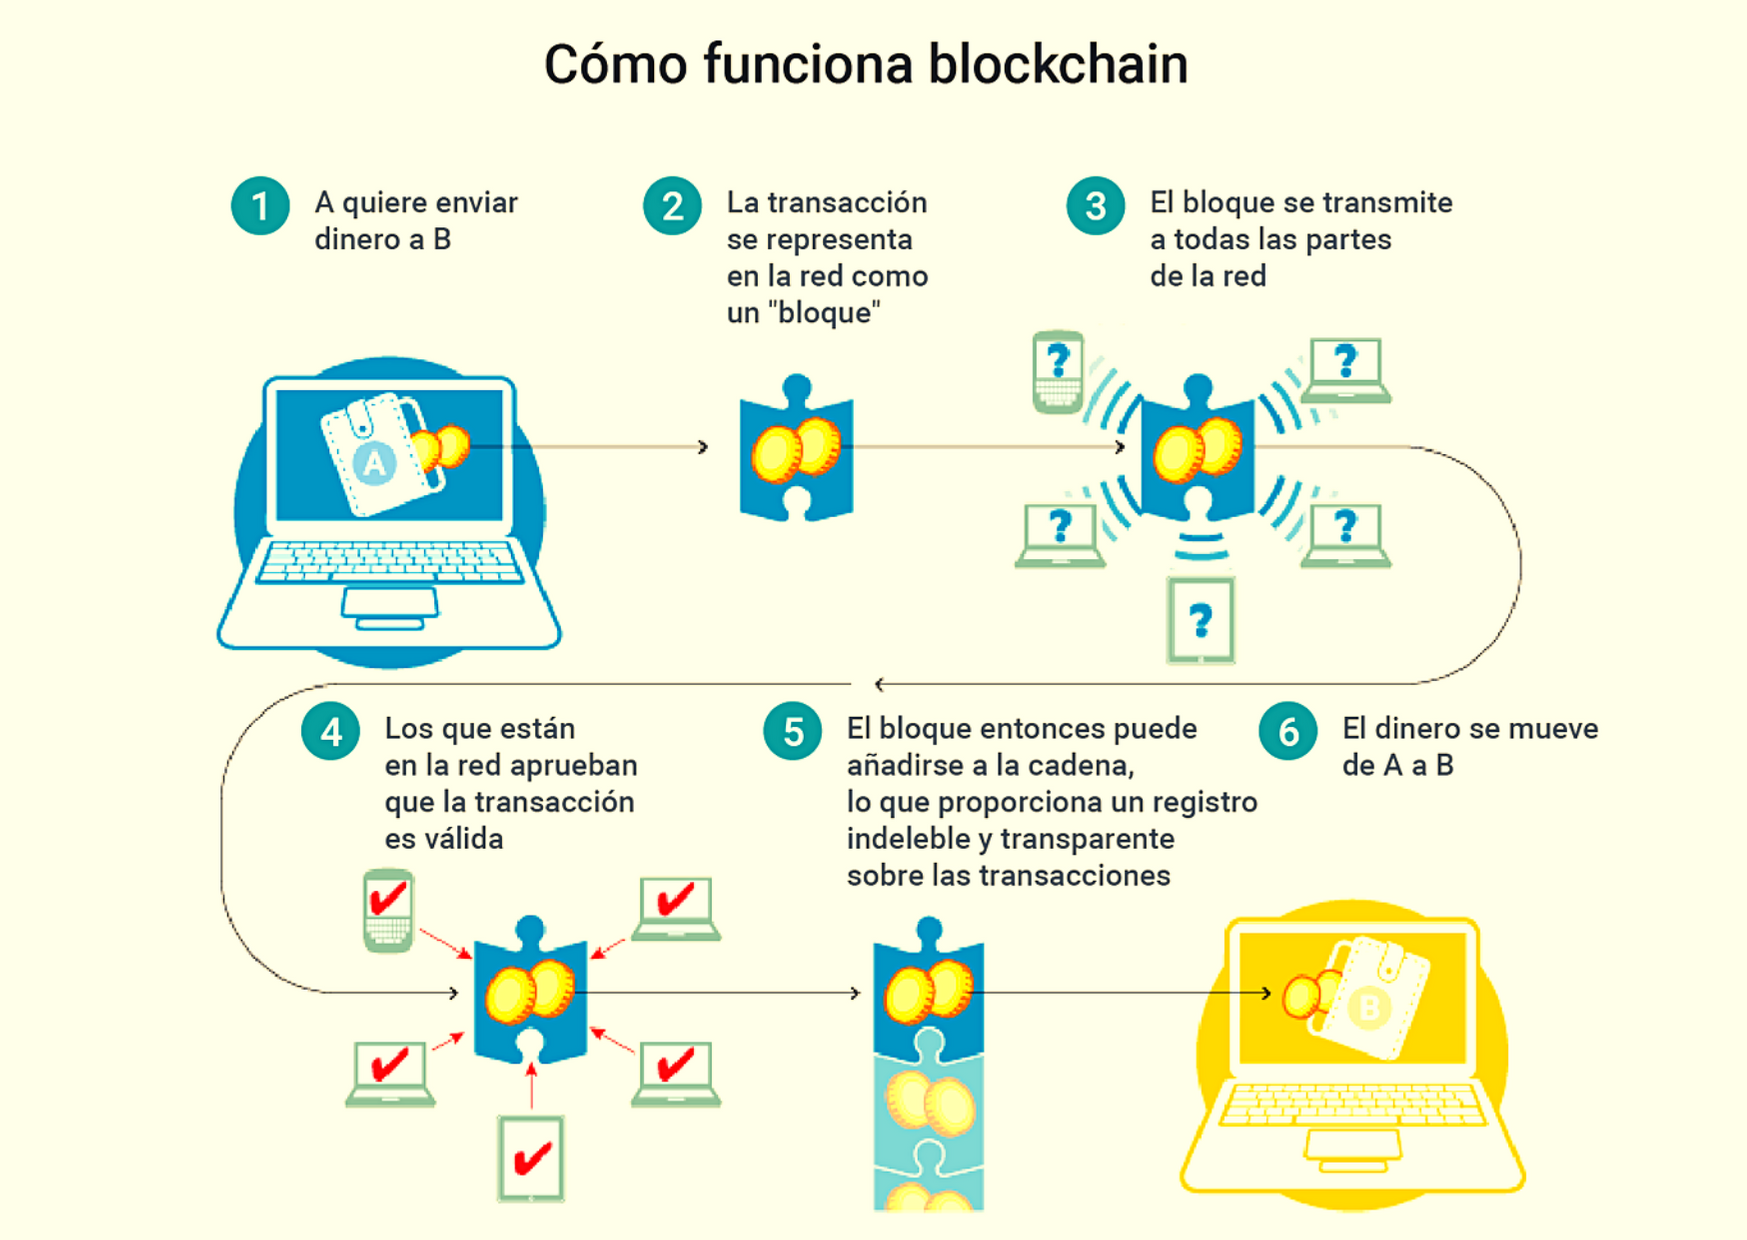 Cómo funciona blockchain
1
A quiere enviar
dinero a B
2
La transacción
se representa
en la red como
un "bloque"
3
El bloque se transmite
a todas las partes
de la red
?
?
A
?
?
?
4
Los que están
en la red aprueban
que la transacción
es válida
5
El bloque entonces puede
añadirse a la cadena,
lo que proporciona un registro
indeleble y transparente
sobre las transacciones
6
El dinero se mueve
de A a B
B